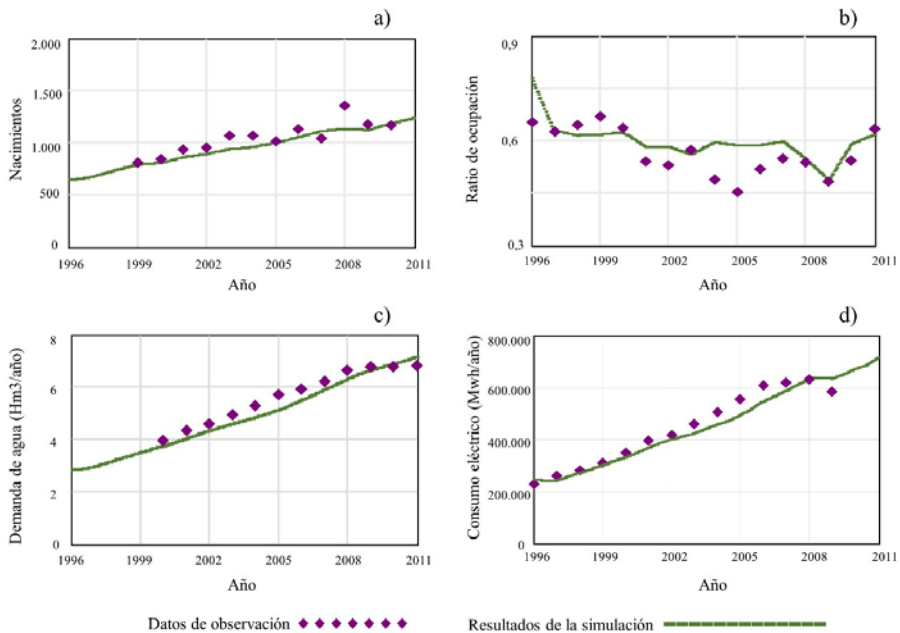 a)
Nacimientos
2.000
1.500
1.000
500
0
1996 1999 2002 2005 2008 2011
Año
b)
Ratio de ocupación
0,9
0,6
0,3
1996 1999 2002 2005 2008 2011
Año
c)
Demanda de agua (Hm3/año)
8
6
4
2
0
1996 1999 2002 2005 2008 2011
Año
d)
Consumo eléctrico (Mwh/año)
800.000
600.000
400.000
200.000
0
1996 1999 2002 2005 2008 2011
Año
Datos de observación
Resultados de la simulación